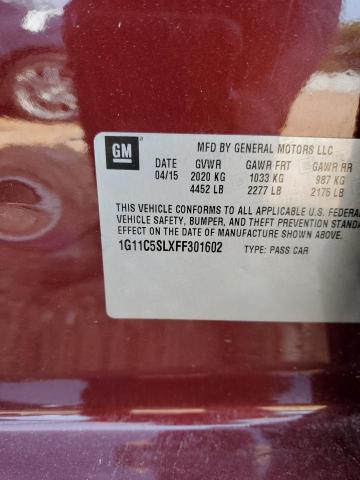 GM
MFD BY GENERAL MOTORS LLC
DATE GVWR GAWR FRT GAWR RR
04/15 2020 KG 1033 KG 987 KG
4452 LB 2277 LB 2175 LB
THIS VEHICLE CONFORMS TO ALL APPLICABLE U.S. FEDERAL
VEHICLE SAFETY, BUMPER, AND THEFT PREVENTION STANDARD
EFFECT ON THE DATE OF MANUFACTURE SHOWN ABOVE.
1G11C5SLXFF301602 TYPE: PASS CAR